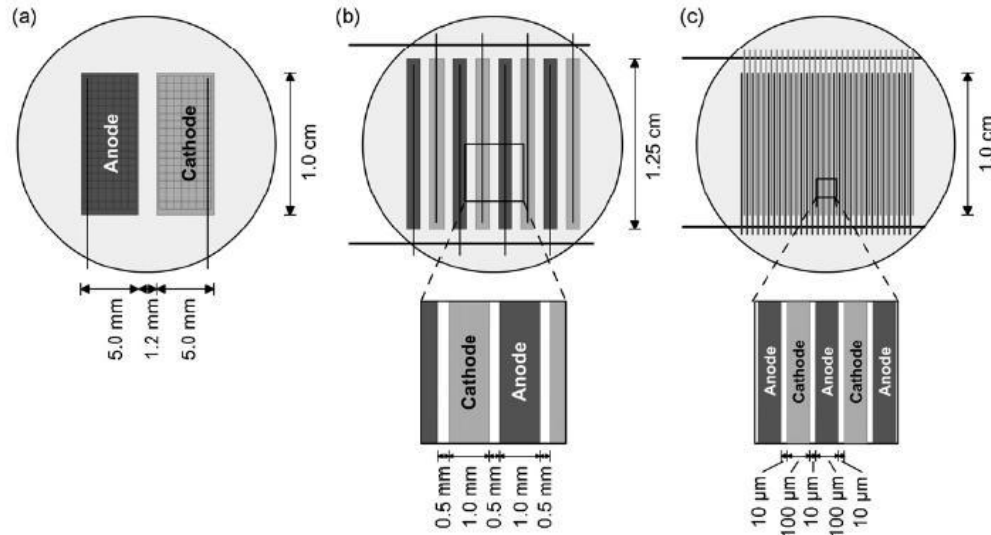 (a)
Anode
Cathode
1.0 cm
5.0 mm
1.2 mm
5.0 mm
(b)
1.25 cm
Cathode
Anode
0.5 mm
1.0 mm
0.5 mm
1.0 mm
0.5 mm
(c)
1.0 cm
Anode
Cathode
Anode
Cathode
Anode
10 μm
100 μm
10 μm
100 μm
10 μm